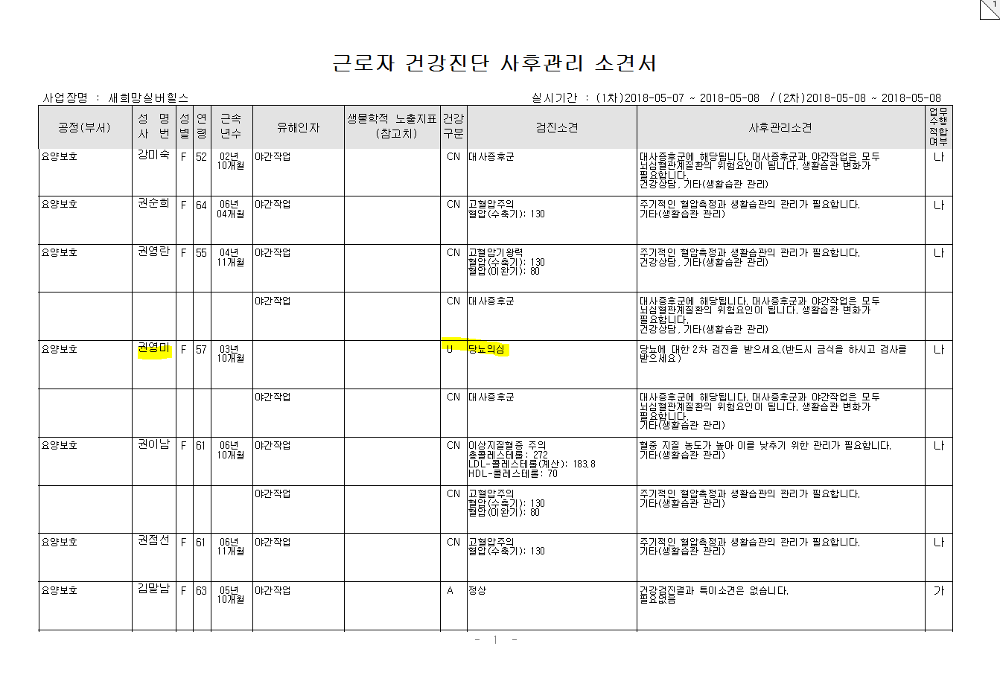 1
근로자 건강진단 사후관리 소견서
사업장명 : 새희망실버힐스 실시기간 : (1차)2018-05-07 ~ 2018-05-08 /(2차)2018-05-08 ~ 2018-05-08
공정(부서) 성 명 사 번 성별 연령 근속년수 유해인자 생물학적 노출지표(참고치) 건강구분 검진소견 사후관리소견 업무수행적합여부
요양보호 강미숙 F 52 02년 야간작업 CN 대사증후군 대사증후군에 해당됩니다. 대사증후군과 야간작업은 모두 나
10개월 뇌심혈관계질환의 위험요인이 됩니다. 생활습관 변화가
필요합니다.
건강상담, 기타(생활습관 관리)
요양보호 권순희 F 64 06년 야간작업 CN 고혈압주의 주기적인 혈압측정과 생활습관의 관리가 필요합니다. 나
04개월 혈압(수축기): 130 기타(생활습관 관리)
요양보호 권영란 F 55 04년 야간작업 CN 고혈압기왕력 주기적인 혈압측정과 생활습관의 관리가 필요합니다. 나
11개월 혈압(수축기): 130 건강상담, 기타(생활습관 관리)
혈압(이완기): 80
야간작업 CN 대사증후군 대사증후군에 해당됩니다. 대사증후군과 야간작업은 모두
뇌심혈관계질환의 위험요인이 됩니다. 생활습관 변화가
필요합니다.
건강상담, 기타(생활습관 관리)
요양보호 권영미 F 57 03년 U 당뇨의심 당뇨에 대한 2차 검진을 받으세요.(반드시 금식을 하시고 검사를 나
10개월 받으세요)
야간작업 CN 대사증후군 대사증후군에 해당됩니다. 대사증후군과 야간작업은 모두
뇌심혈관계질환의 위험요인이 됩니다. 생활습관 변화가
필요합니다.
기타(생활습관 관리)
요양보호 권이남 F 61 06년 야간작업 CN 이상지질혈증 주의 혈중 지질 농도가 높아 이를 낮추기 위한 관리가 필요합니다. 나
10개월 총콜레스테롤: 272 기타(생활습관 관리)
LDL-콜레스테롤(계산): 183.8
HDL-콜레스테롤: 70
야간작업 CN 고혈압주의 주기적인 혈압측정과 생활습관의 관리가 필요합니다.
혈압(수축기): 130 기타(생활습관 관리)
혈압(이완기): 80
요양보호 권점선 F 61 06년 야간작업 CN 고혈압주의 주기적인 혈압측정과 생활습관의 관리가 필요합니다. 나
11개월 혈압(수축기): 130 기타(생활습관 관리)
요양보호 김말남 F 63 05년 야간작업 A 정상 건강검진결과 특이소견은 없습니다. 가
10개월 필요없음
- 1 -